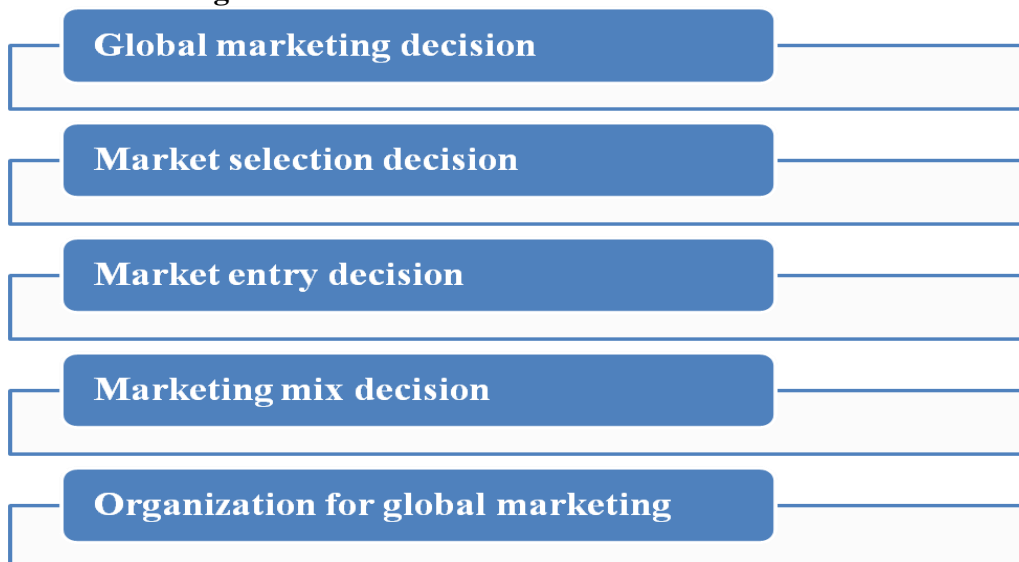 Global marketing decision
Market selection decision
Market entry decision
Marketing mix decision
Organization for global marketing